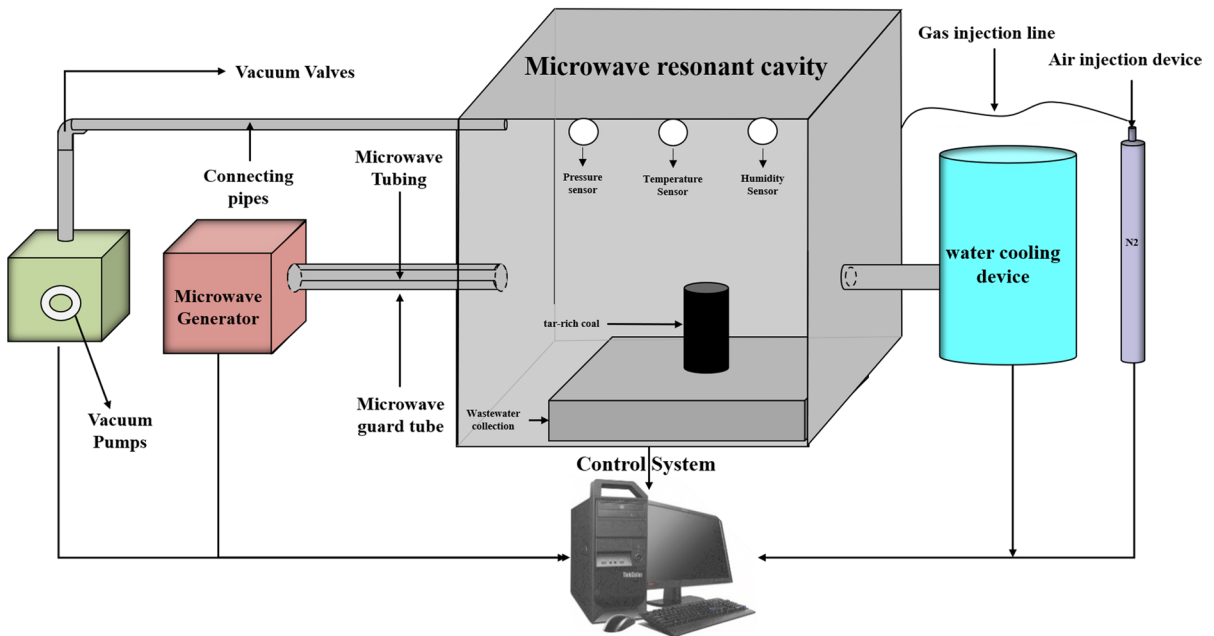 Gas injection line
Air injection device
Vacuum Valves
Microwave resonant cavity
Connecting
pipes
Microwave
Tubing
Pressure
sensor
Temperature
Sensor
Humidity
Sensor
N2
water cooling
device
Microwave
Generator
tar-rich coal
Vacuum
Pumps
Microwave
guard tube
Wastewater
collection
Control System